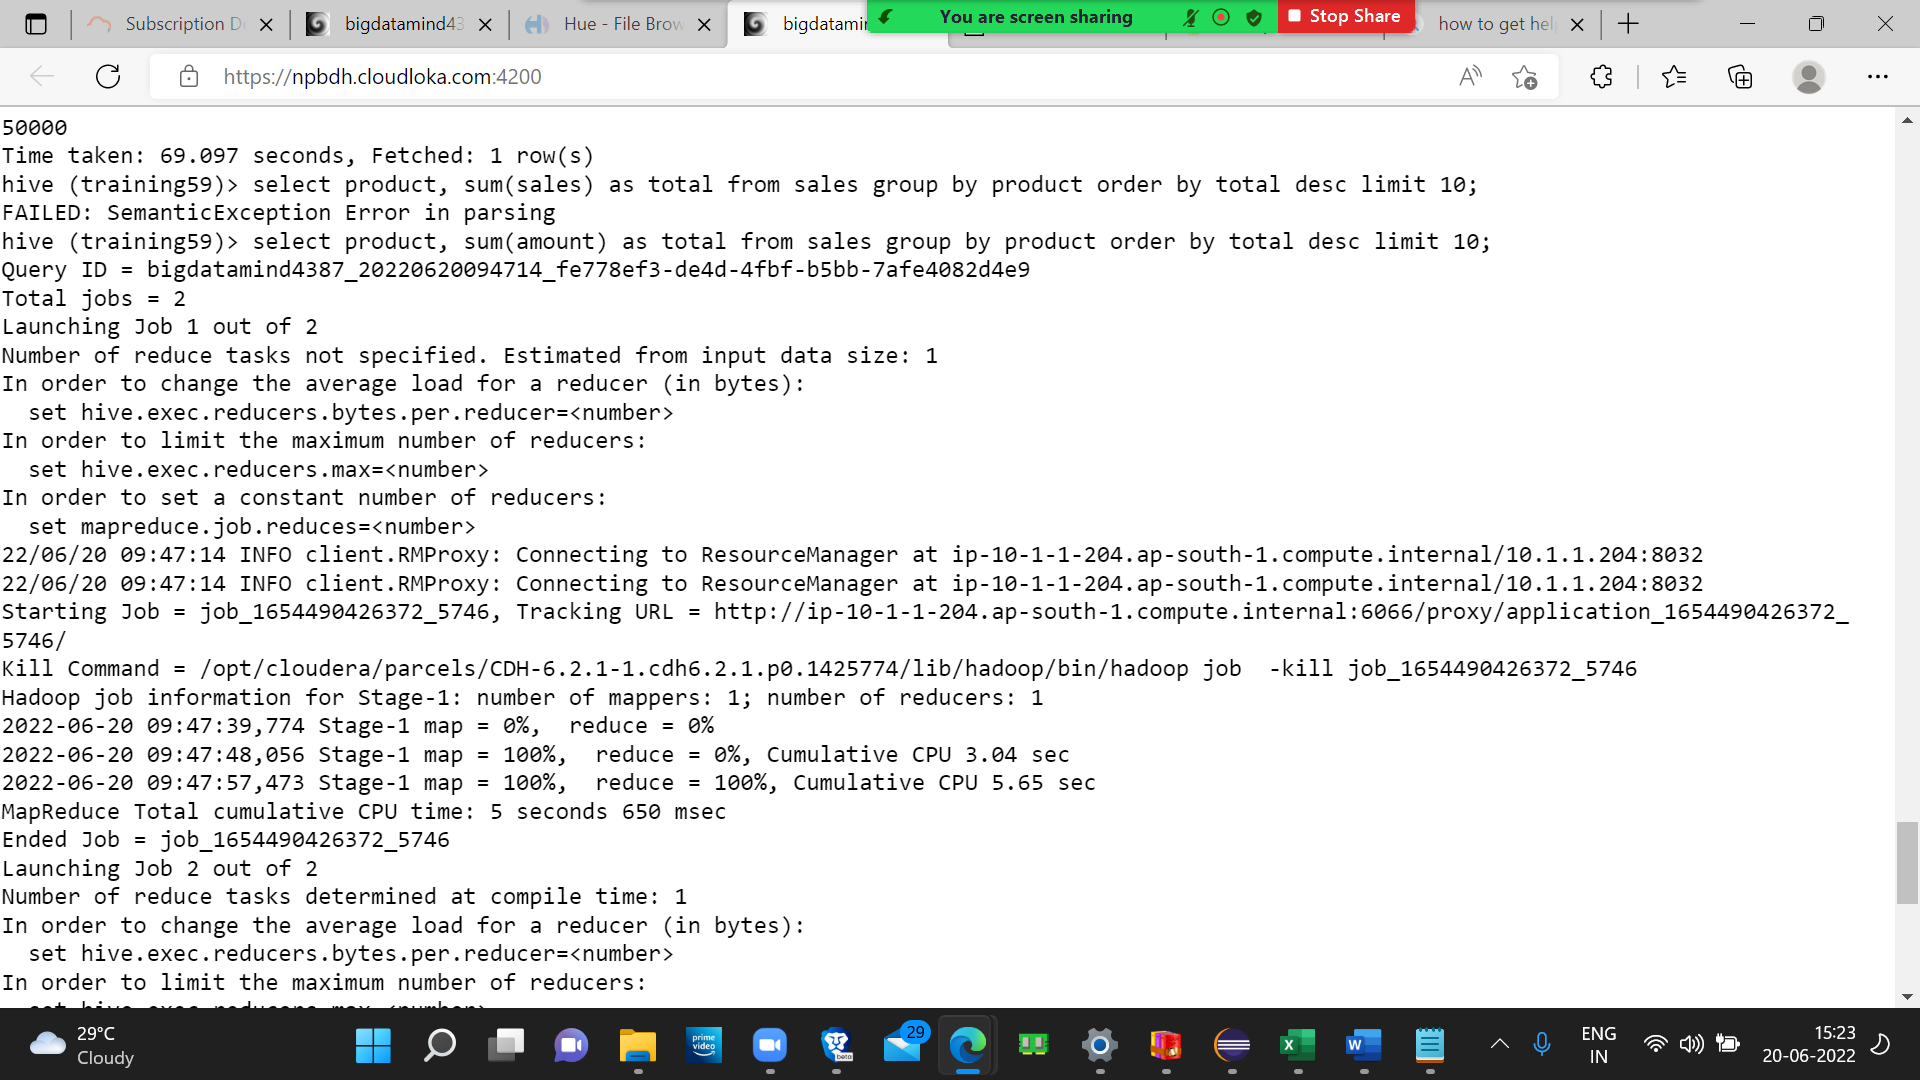 Subscription D
bigdatamind43
Hue - File Brow
bigdatamin
You are screen sharing
Stop Share
how to get hel
https://npbdh.cloudloka.com:4200
50000
Time taken: 69.097 seconds, Fetched: 1 row(s)
hive (training59)> select product, sum(sales) as total from sales group by product order by total desc limit 10;
FAILED: SemanticException Error in parsing
hive (training59)> select product, sum(amount) as total from sales group by product order by total desc limit 10;
Query ID = bigdatamind4387_20220620094714_fe778ef3-de4d-4fbf-b5bb-7afe4082d4e9
Total jobs = 2
Launching Job 1 out of 2
Number of reduce tasks not specified. Estimated from input data size: 1
In order to change the average load for a reducer (in bytes):
  set hive.exec.reducers.bytes.per.reducer=<number>
In order to limit the maximum number of reducers:
  set hive.exec.reducers.max=<number>
In order to set a constant number of reducers:
  set mapreduce.job.reduces=<number>
22/06/20 09:47:14 INFO client.RMProxy: Connecting to ResourceManager at ip-10-1-1-204.ap-south-1.compute.internal/10.1.1.204:8032
22/06/20 09:47:14 INFO client.RMProxy: Connecting to ResourceManager at ip-10-1-1-204.ap-south-1.compute.internal/10.1.1.204:8032
Starting Job = job_1654490426372_5746, Tracking URL = http://ip-10-1-1-204.ap-south-1.compute.internal:6066/proxy/application_1654490426372_
5746/
Kill Command = /opt/cloudera/parcels/CDH-6.2.1-1.cdh6.2.1.p0.1425774/lib/hadoop/bin/hadoop job  -kill job_1654490426372_5746
Hadoop job information for Stage-1: number of mappers: 1; number of reducers: 1
2022-06-20 09:47:39,774 Stage-1 map = 0%,  reduce = 0%
2022-06-20 09:47:48,056 Stage-1 map = 100%,  reduce = 0%, Cumulative CPU 3.04 sec
2022-06-20 09:47:57,473 Stage-1 map = 100%,  reduce = 100%, Cumulative CPU 5.65 sec
MapReduce Total cumulative CPU time: 5 seconds 650 msec
Ended Job = job_1654490426372_5746
Launching Job 2 out of 2
Number of reduce tasks determined at compile time: 1
In order to change the average load for a reducer (in bytes):
  set hive.exec.reducers.bytes.per.reducer=<number>
In order to limit the maximum number of reducers:
  set hive.exec.reducers.max=<number>
29°C
Cloudy
prime video
beta
29
ENG
IN
15:23
20-06-2022